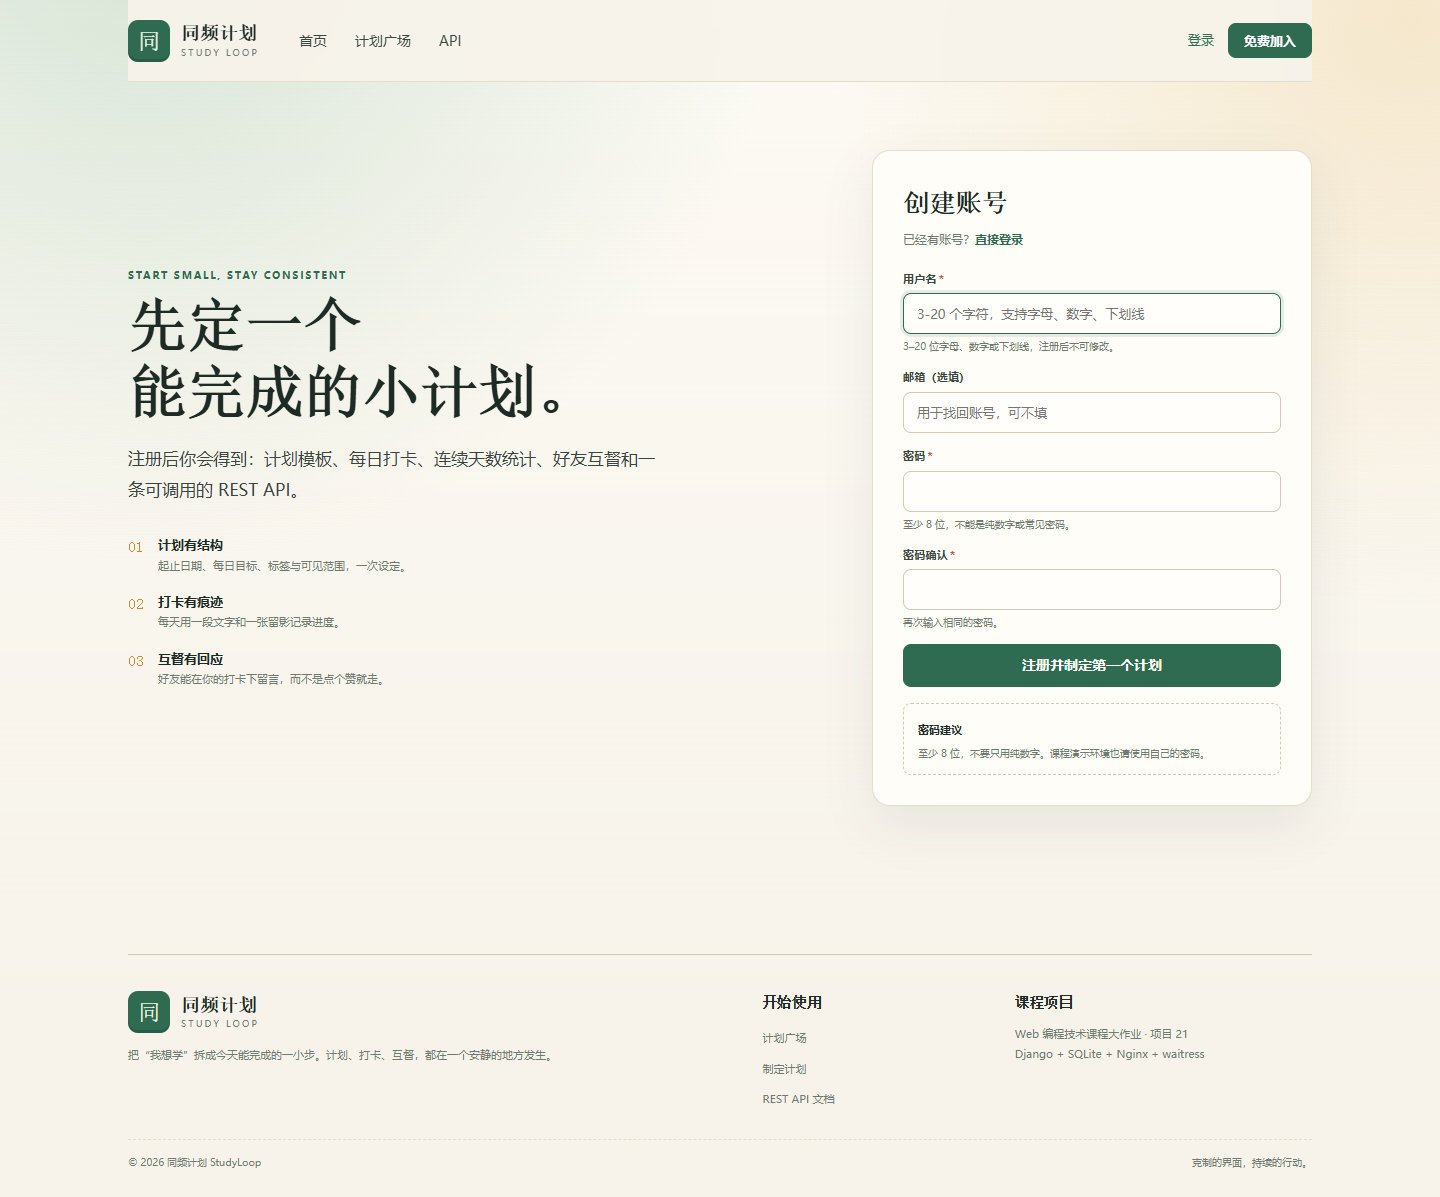 同
同频计划
STUDY LOOP
首页
计划广场
API
登录
免费加入
START SMALL, STAY CONSISTENT
先定一个
能完成的小计划。
注册后你会得到：计划模板、每日打卡、连续天数统计、好友互督和一
条可调用的 REST API。
01
计划有结构
起止日期、每日目标、标签与可见范围，一次设定。
02
打卡有痕迹
每天用一段文字和一张留影记录进度。
03
互督有回应
好友能在你的打卡下留言，而不是点个赞就走。
创建账号
已经有账号？直接登录
用户名 *
3-20 个字符，支持字母、数字、下划线
3–20 位字母、数字或下划线，注册后不可修改。
邮箱（选填）
用于找回账号，可不填
密码 *
至少 8 位，不能是纯数字或常见密码。
密码确认 *
再次输入相同的密码。
注册并制定第一个计划
密码建议
至少 8 位，不要只用纯数字。课程演示环境也请使用自己的密码。
同
同频计划
STUDY LOOP
把“我想学”拆成今天能完成的一小步。计划、打卡、互督，都在一个安静的地方发生。
开始使用
计划广场
制定计划
REST API 文档
课程项目
Web 编程技术课程大作业 · 项目 21
Django + SQLite + Nginx + waitress
© 2026 同频计划 StudyLoop
克制的界面，持续的行动。